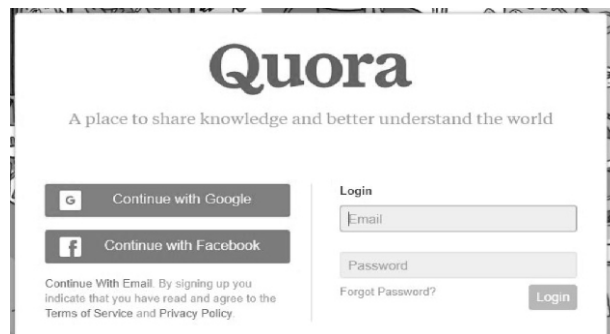 Quora
A place to share knowledge and better understand the world
G Continue with Google
f Continue with Facebook
Continue With Email. By signing up you
indicate that you have read and agree to the
Terms of Service and Privacy Policy.
Login
Email
Password
Forgot Password?
Login